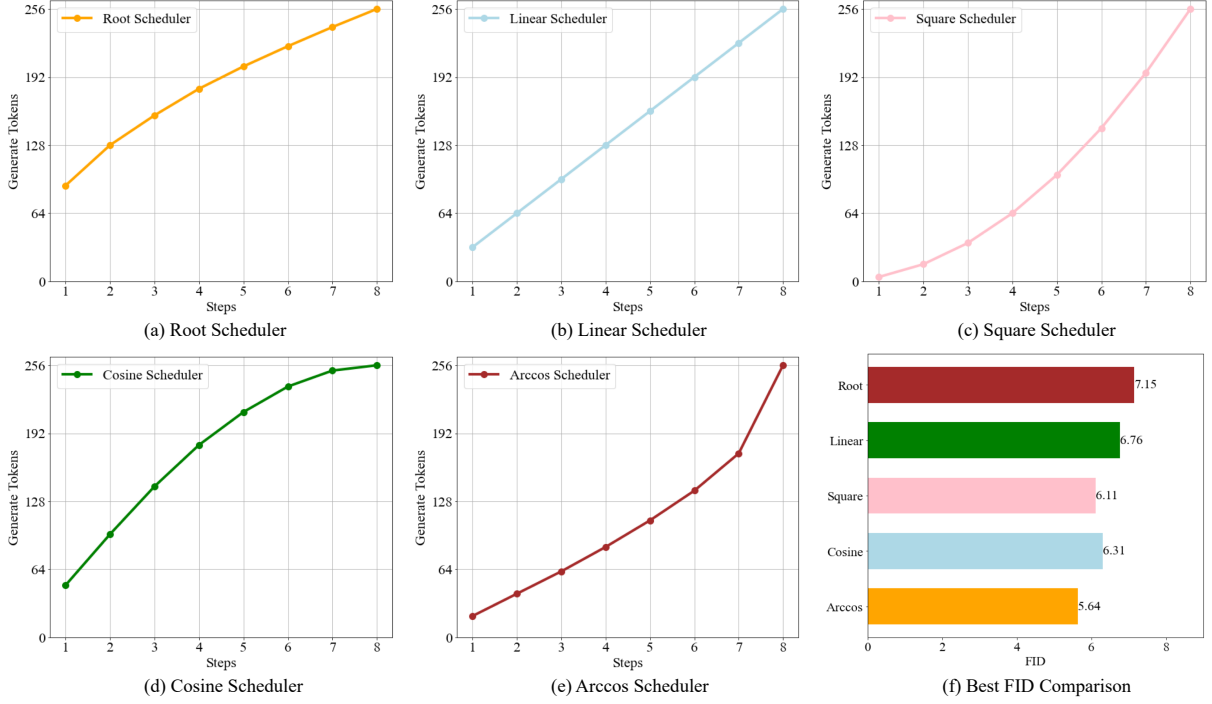 Root Scheduler
Generate Tokens
256
192
128
64
0
1 2 3 4 5 6 7 8
Steps
(a) Root Scheduler
Linear Scheduler
Generate Tokens
256
192
128
64
0
1 2 3 4 5 6 7 8
Steps
(b) Linear Scheduler
Square Scheduler
Generate Tokens
256
192
128
64
0
1 2 3 4 5 6 7 8
Steps
(c) Square Scheduler
Cosine Scheduler
Generate Tokens
256
192
128
64
0
1 2 3 4 5 6 7 8
Steps
(d) Cosine Scheduler
Arccos Scheduler
Generate Tokens
256
192
128
64
0
1 2 3 4 5 6 7 8
Steps
(e) Arccos Scheduler
Root 7.15
Linear 6.76
Square 6.11
Cosine 6.31
Arccos 5.64
0 2 4 6 8
FID
(f) Best FID Comparison